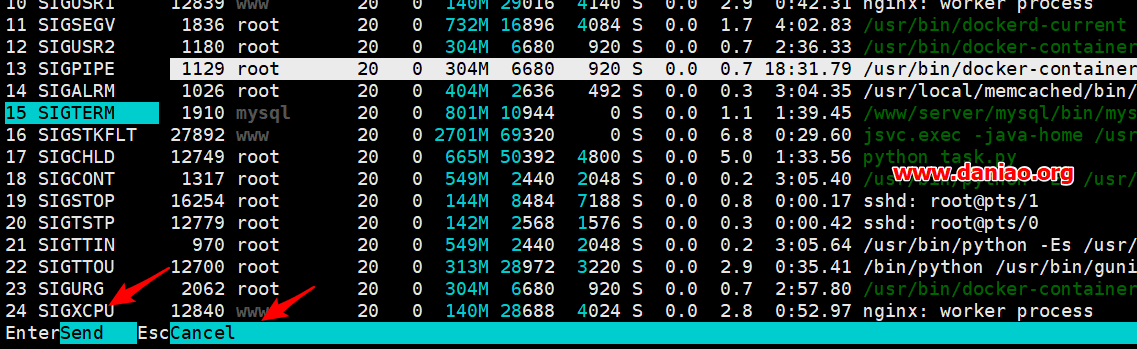 10 SIGUSR1 12839 www 20 0 140M 29016 4140 S 0.0 2.9 0:42.31 nginx: worker process
11 SIGSEGV 1836 root 20 0 732M 16896 4084 S 0.0 1.7 4:02.83 /usr/bin/dockerd-current
12 SIGUSR2 1180 root 20 0 304M 6680 920 S 0.0 0.7 2:36.33 /usr/bin/docker-container
13 SIGPIPE 1129 root 20 0 304M 6680 920 S 0.0 0.7 18:31.79 /usr/bin/docker-container
14 SIGALRM 1026 root 20 0 404M 2636 492 S 0.0 0.3 3:04.35 /usr/local/memcached/bin/
15 SIGTERM 1910 mysql 20 0 801M 10944 0 S 0.0 1.1 1:39.45 /www/server/mysql/bin/mys
16 SIGSTKFLT 27892 www 20 0 2701M 69320 0 S 0.0 6.8 0:29.60 jsvc.exec -java-home /usr
17 SIGCHLD 12749 root 20 0 665M 50392 4800 S 0.0 5.0 1:33.56 python task.py
www.daniao.org
18 SIGCONT 1317 root 20 0 549M 2440 2048 S 0.0 0.2 3:05.40 /usr/bin/python -Es /usr/
19 SIGSTOP 16254 root 20 0 144M 8484 7188 S 0.0 0.8 0:00.17 sshd: root@pts/1
20 SIGTSTP 12779 root 20 0 142M 2568 1576 S 0.0 0.3 0:00.42 sshd: root@pts/0
21 SIGTTIN 970 root 20 0 549M 2440 2048 S 0.0 0.2 3:05.64 /usr/bin/python -Es /usr/
22 SIGTTOU 12700 root 20 0 313M 28972 3220 S 0.0 2.9 0:35.41 /bin/python /usr/bin/guni
23 SIGURG 2062 root 20 0 304M 6680 920 S 0.0 0.7 2:57.80 /usr/bin/docker-container
24 SIGXCPU 12840 www 20 0 140M 28688 4024 S 0.0 2.8 0:52.97 nginx: worker process
EnterSend EscCancel